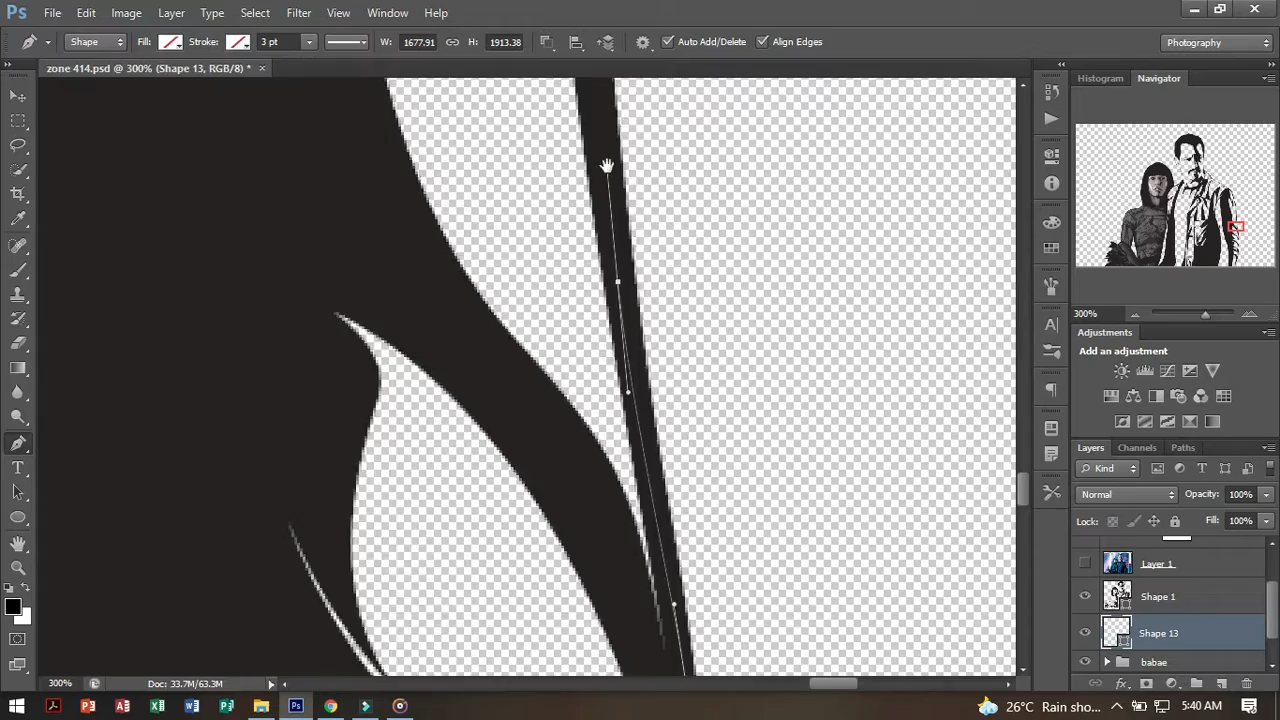 Ps File Edit Image Layer Type Select Filter View Window Help
Shape Fill: Stroke: 3 pt W: 1677.91 H: 1913.38 Auto Add/Delete Align Edges Photography
zone 414.psd @ 300% (Shape 13, RGB/8) * ×
Histogram Navigator
300%
Adjustments
Add an adjustment
Layers Channels Paths
Kind
Normal Opacity: 100%
Lock: Fill: 100%
Layer 1
Shape 1
Shape 13
babae
300% Doc: 33.7M/63.3M
26°C Rain sho... 5:40 AM